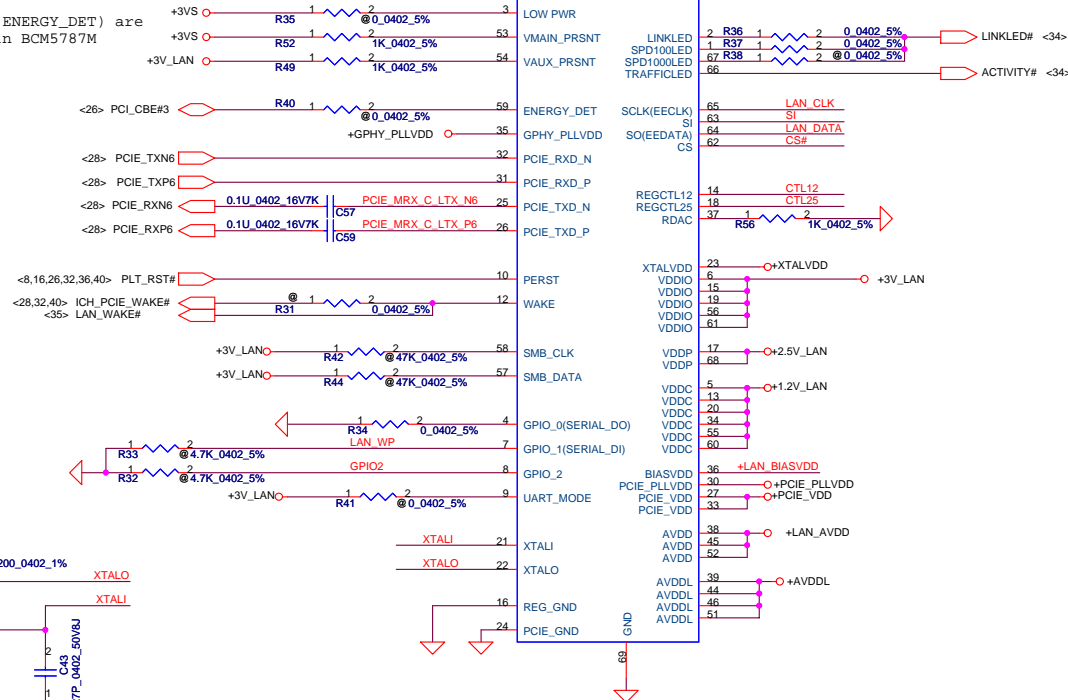 ENERGY_DET) are
n BCM5787M
+3VS 1 2 3 LOW PWR
R35 @0_0402_5%
+3VS 1 2 53 VMAIN_PRSNT
R52 1K_0402_5%
+3V_LAN 1 2 54 VAUX_PRSNT
R49 1K_0402_5%
LINKLED 2 R36 1 2 0_0402_5% LINKLED# <34>
SPD100LED 1 R37 1 2 0_0402_5%
SPD1000LED 67 R38 1 2 @0_0402_5%
TRAFFICLED 66 ACTIVITY# <34>
<26> PCI_CBE#3 R40 1 2 @0_0402_5% 59 ENERGY_DET
+GPHY_PLLVDD 35 GPHY_PLLVDD
SCLK(EECLK) 65 LAN_CLK
SI 63 SI
SO(EEDATA) 64 LAN_DATA
CS 62 CS#
<28> PCIE_TXN6 32 PCIE_RXD_N
<28> PCIE_TXP6 31 PCIE_RXD_P
<28> PCIE_RXN6 0.1U_0402_16V7K C57 PCIE_MRX_C_LTX_N6 25 PCIE_TXD_N
<28> PCIE_RXP6 0.1U_0402_16V7K C59 PCIE_MRX_C_LTX_P6 26 PCIE_TXD_P
REGCTL12 14 CTL12
REGCTL25 18 CTL25
RDAC 37 R56 1 2 1K_0402_5%
<8,16,26,32,36,40> PLT_RST# 10 PERST
<28,32,40> ICH_PCIE_WAKE# @ 1 2 12 WAKE
<35> LAN_WAKE# R31 0_0402_5%
XTALVDD 23 +XTALVDD
VDDIO 6 +3V_LAN
VDDIO 15
VDDIO 19
VDDIO 56
VDDIO 61
+3V_LAN 1 2 58 SMB_CLK
R42 @47K_0402_5%
+3V_LAN 1 2 57 SMB_DATA
R44 @47K_0402_5%
VDDP 17 +2.5V_LAN
VDDP 68
VDDC 5 +1.2V_LAN
VDDC 13
VDDC 20
VDDC 34
VDDC 55
VDDC 60
1 2 4 GPIO_0(SERIAL_DO)
R34 0_0402_5%
1 2 LAN_WP 7 GPIO_1(SERIAL_DI)
R33 @4.7K_0402_5%
1 2 GPIO2 8 GPIO_2
R32 @4.7K_0402_5%
+3V_LAN 1 2 9 UART_MODE
R41 @0_0402_5%
BIASVDD 36 +LAN_BIASVDD
PCIE_PLLVDD 30 +PCIE_PLLVDD
PCIE_VDD 27 +PCIE_VDD
PCIE_VDD 33
XTALI 21 XTALI
XTALO 22 XTALO
AVDD 38 +LAN_AVDD
AVDD 45
AVDD 52
AVDDL 39 +AVDDL
AVDDL 44
AVDDL 46
AVDDL 51
200_0402_1%
XTALO
XTALI
16 REG_GND
24 PCIE_GND
GND
69
2
C43
7P_0402_50V8J
1